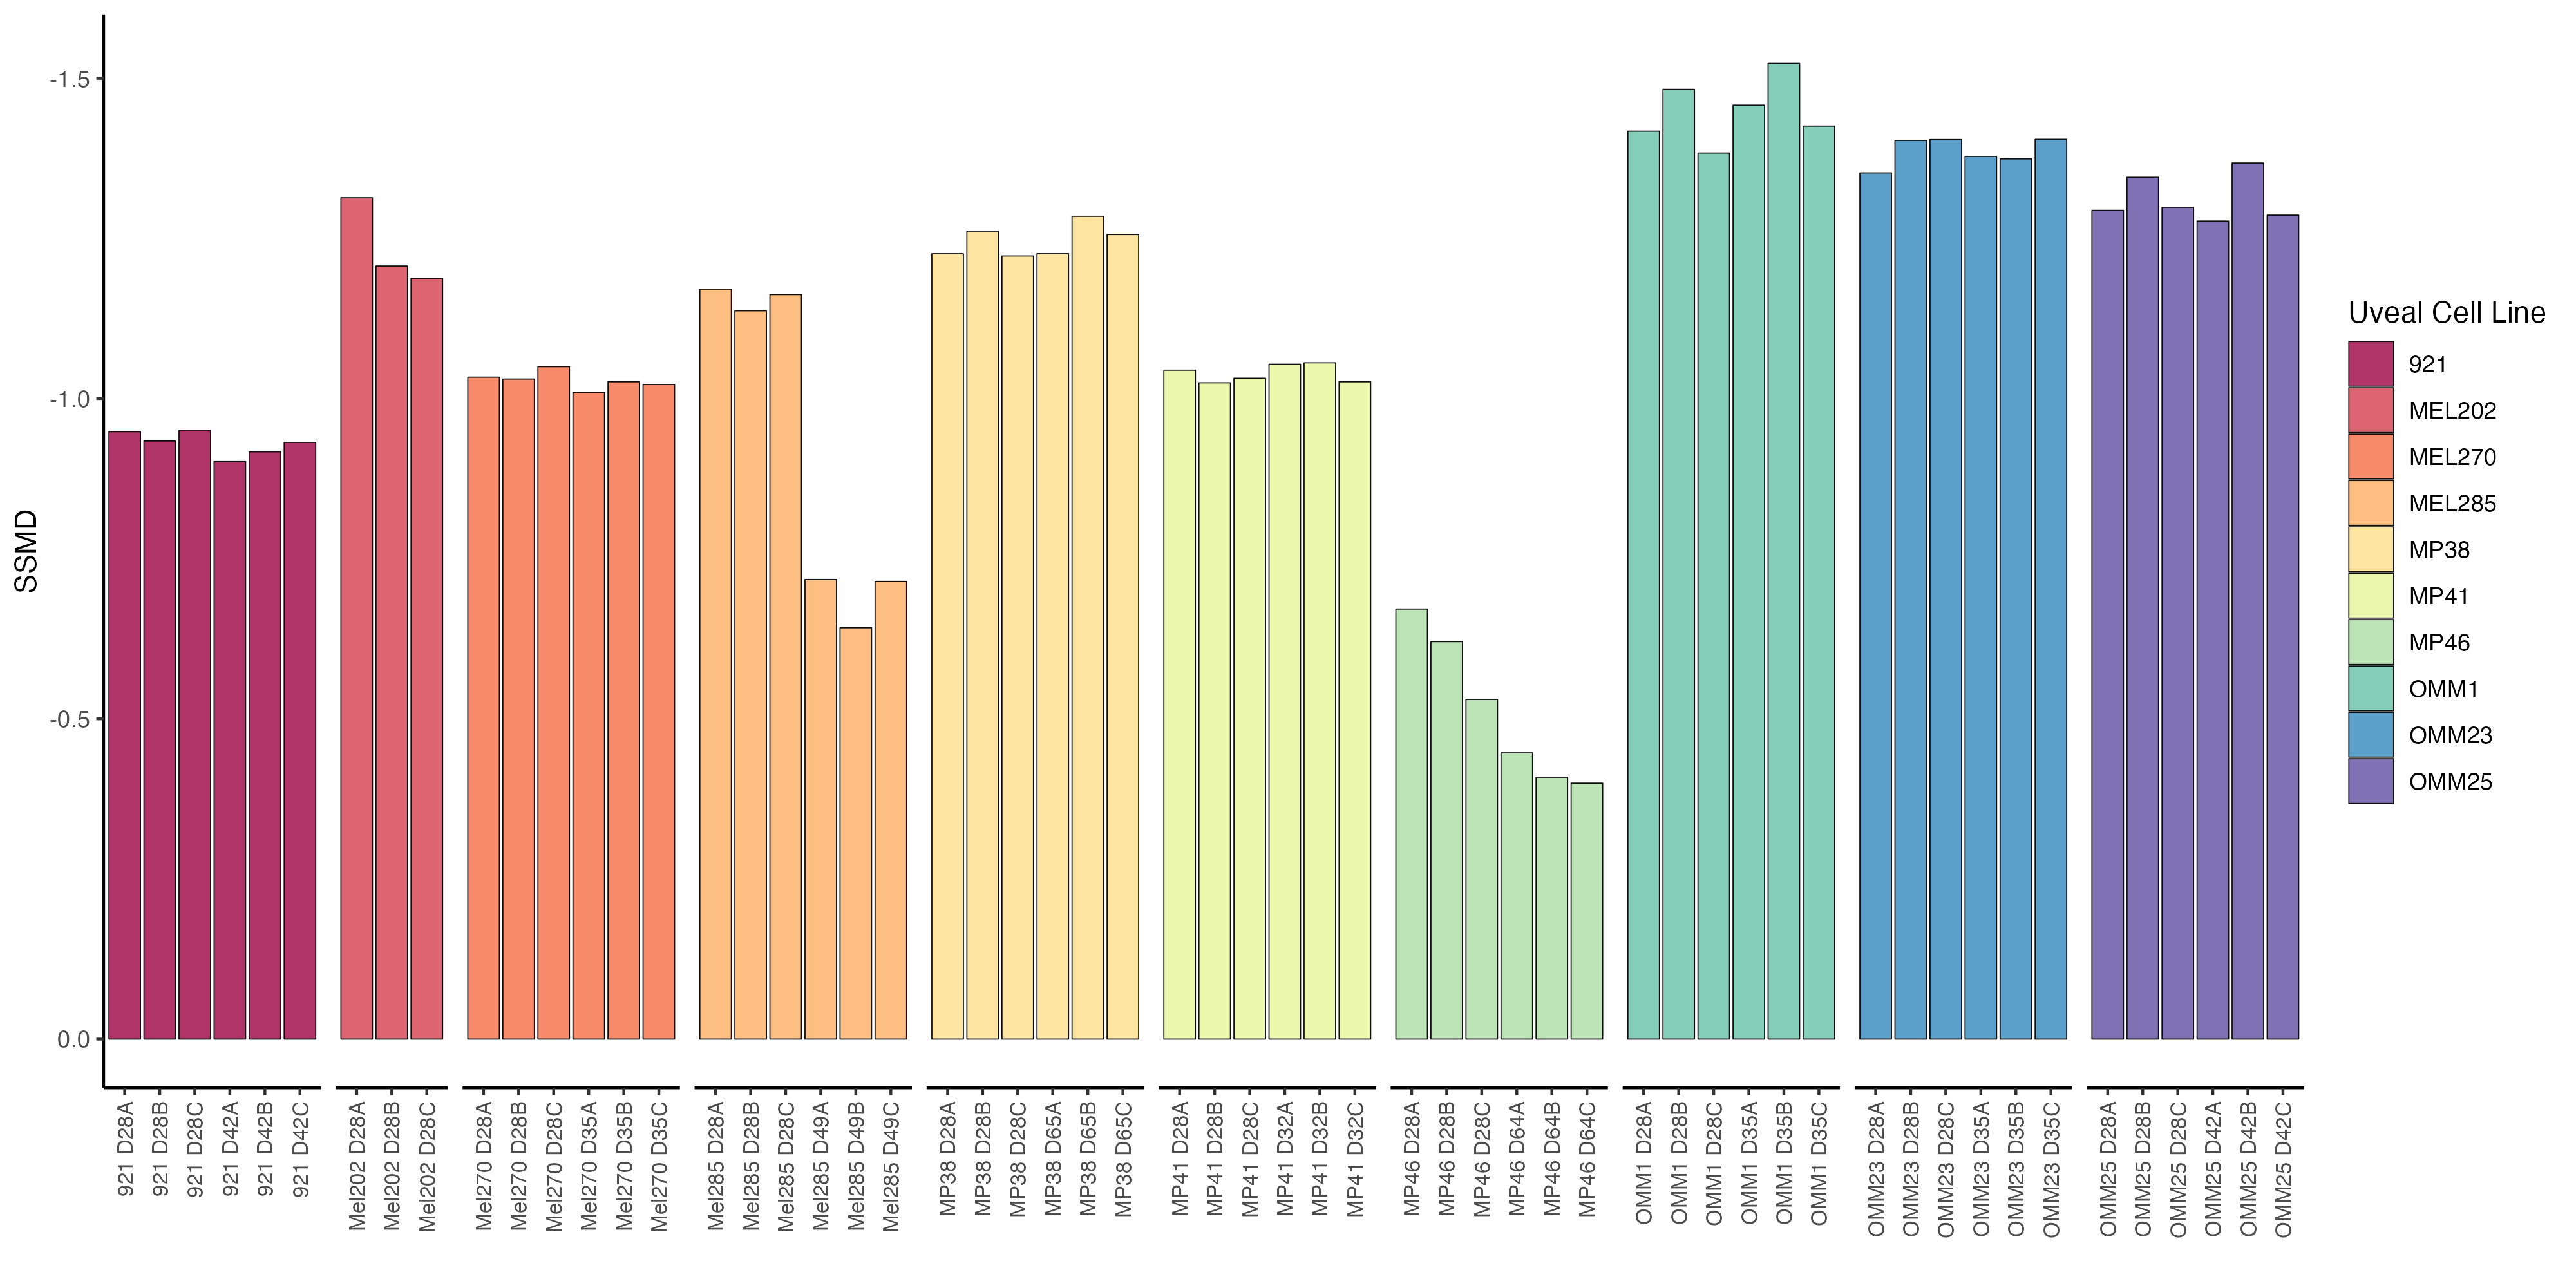 SSMD
-1.5
-1.0
-0.5
0.0
921 D28A
921 D28B
921 D28C
921 D42A
921 D42B
921 D42C
Mel202 D28A
Mel202 D28B
Mel202 D28C
Mel270 D28A
Mel270 D28B
Mel270 D28C
Mel270 D35A
Mel270 D35B
Mel270 D35C
Mel285 D28A
Mel285 D28B
Mel285 D28C
Mel285 D49A
Mel285 D49B
Mel285 D49C
MP38 D28A
MP38 D28B
MP38 D28C
MP38 D65A
MP38 D65B
MP38 D65C
MP41 D28A
MP41 D28B
MP41 D28C
MP41 D32A
MP41 D32B
MP41 D32C
MP46 D28A
MP46 D28B
MP46 D28C
MP46 D64A
MP46 D64B
MP46 D64C
OMM1 D28A
OMM1 D28B
OMM1 D28C
OMM1 D35A
OMM1 D35B
OMM1 D35C
OMM23 D28A
OMM23 D28B
OMM23 D28C
OMM23 D35A
OMM23 D35B
OMM23 D35C
OMM25 D28A
OMM25 D28B
OMM25 D28C
OMM25 D42A
OMM25 D42B
OMM25 D42C
Uveal Cell Line
921
MEL202
MEL270
MEL285
MP38
MP41
MP46
OMM1
OMM23
OMM25